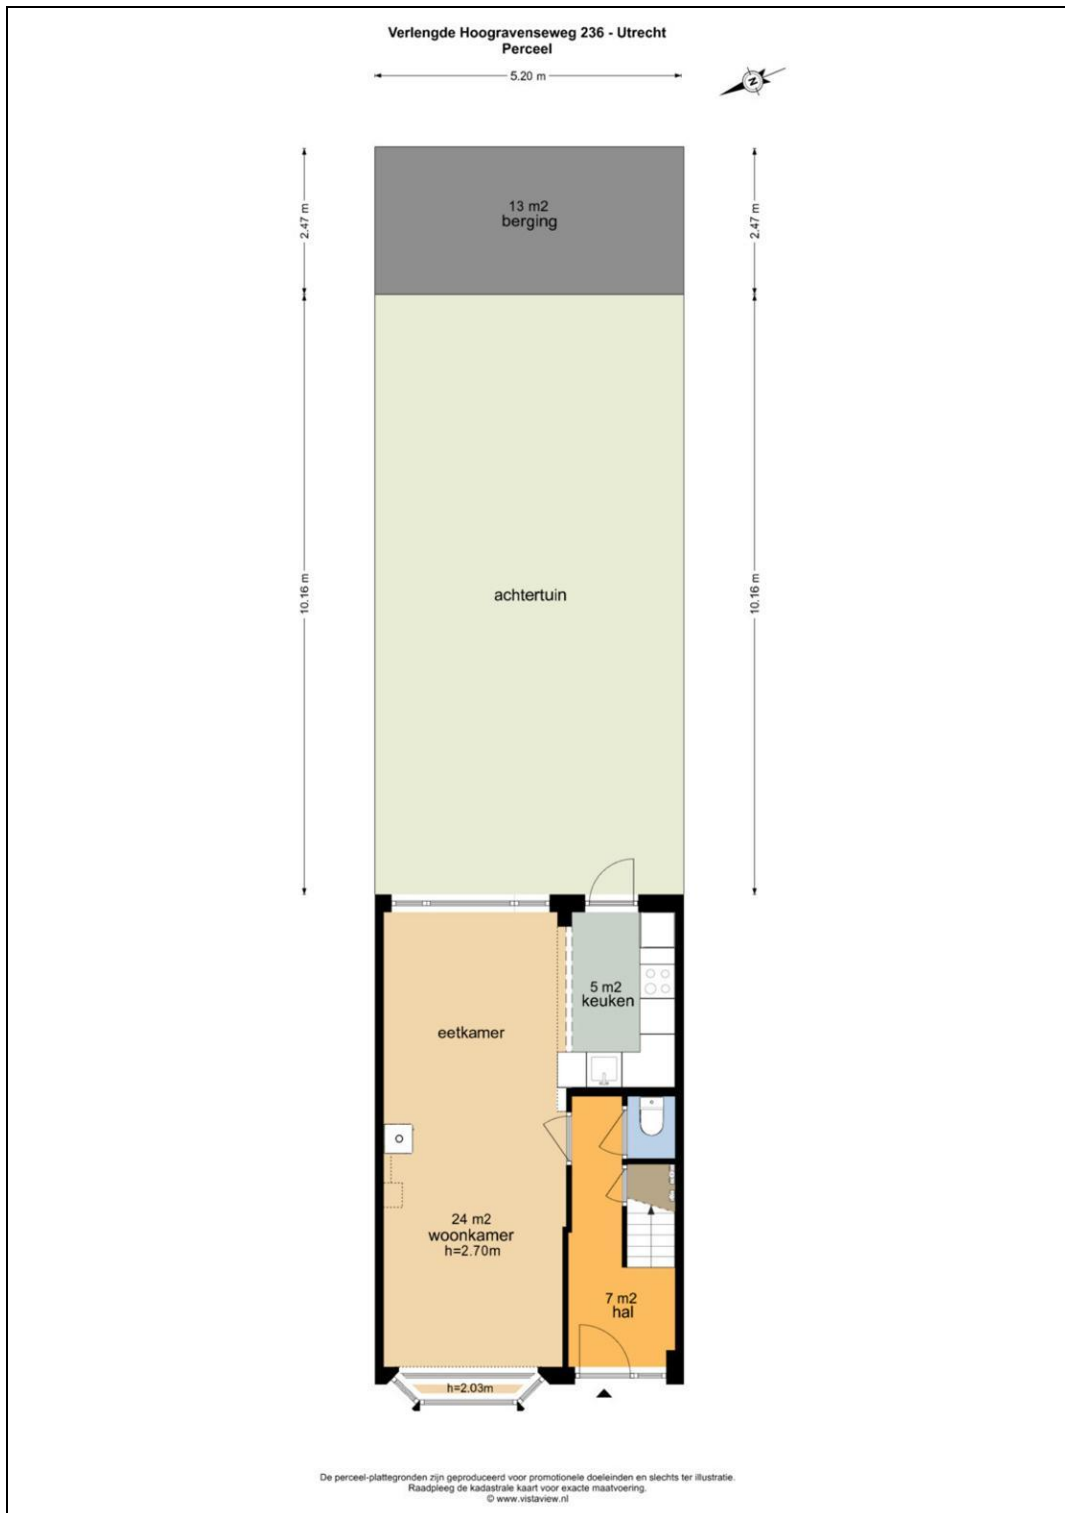 Verlengde Hoogravenseweg 236 - Utrecht
Perceel
5.20 m
N
13 m2
berging
2.47 m
2.47 m
10.16 m
achtertuin
10.16 m
5 m2
keuken
eetkamer
24 m2
woonkamer
h=2.70m
7 m2
hal
h=2.03m
De perceel-plattegronden zijn geproduceerd voor promotionele doeleinden en slechts ter illustratie.
Raadpleeg de kadastrale kaart voor exacte maatvoering.
© www.vistaview.nl